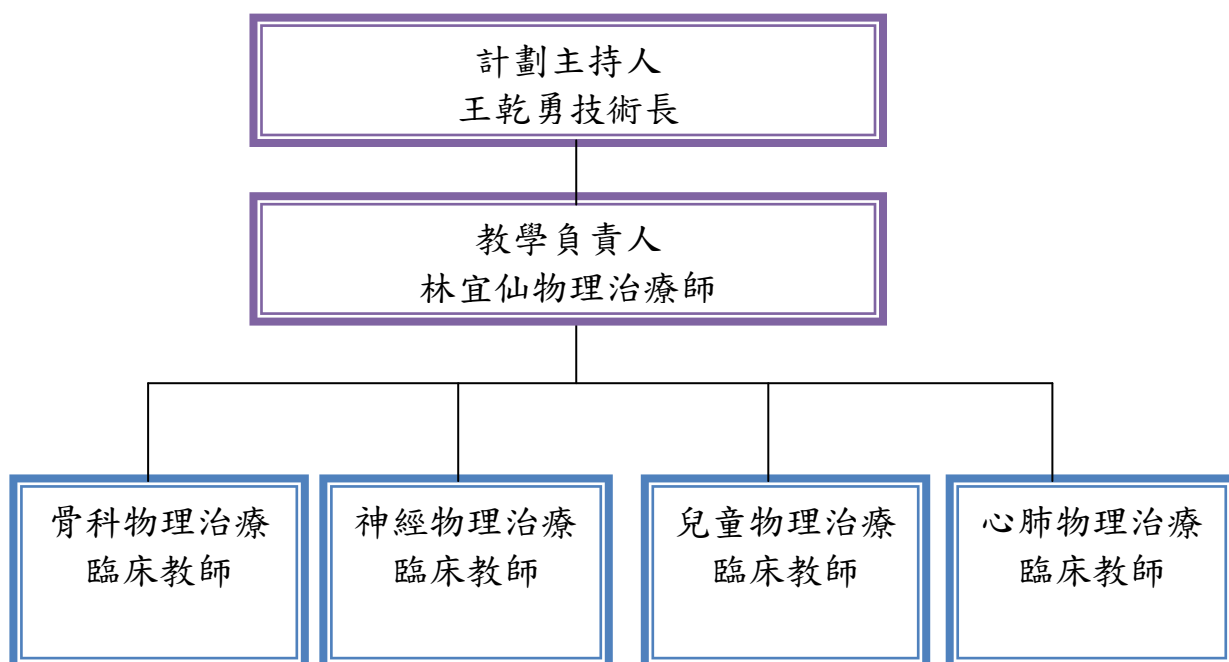 計劃主持人
王乾勇技術長
教學負責人
林宜仙物理治療師
骨科物理治療
臨床教師
神經物理治療
臨床教師
兒童物理治療
臨床教師
心肺物理治療
臨床教師